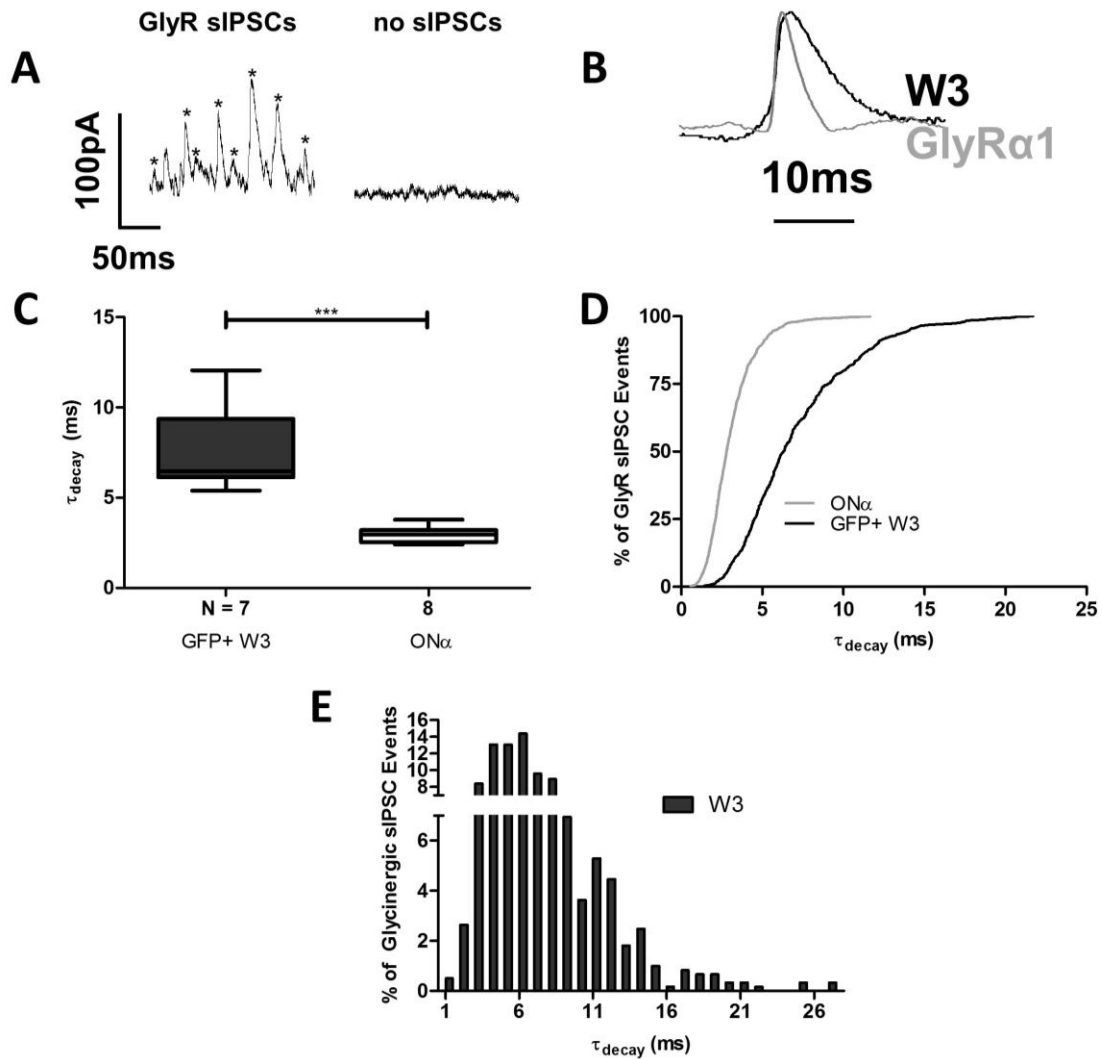 GlyR sIPSCs
no sIPSCs
A
* * * * * * * *
100pA
50ms
B
W3
GlyRα1
10ms
C
15
10
5
0
τdecay (ms)
***
N = 7
8
GFP+ W3
ONα
D
100
75
50
25
0
% of GlyR sIPSC Events
ONα
GFP+ W3
0 5 10 15 20 25
τdecay (ms)
E
16
14
12
10
8
6
4
2
0
% of Glycinergic sIPSC Events
W3
1 6 11 16 21 26
τdecay (ms)